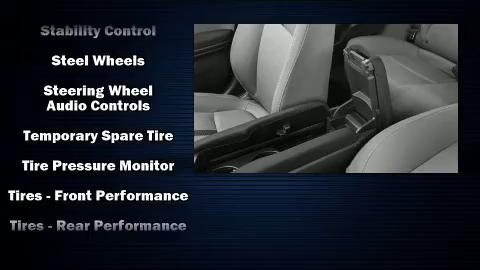 Stability Control
Steel Wheels
Steering Wheel
Audio Controls
Temporary Spare Tire
Tire Pressure Monitor
Tires - Front Performance
Tires - Rear Performance